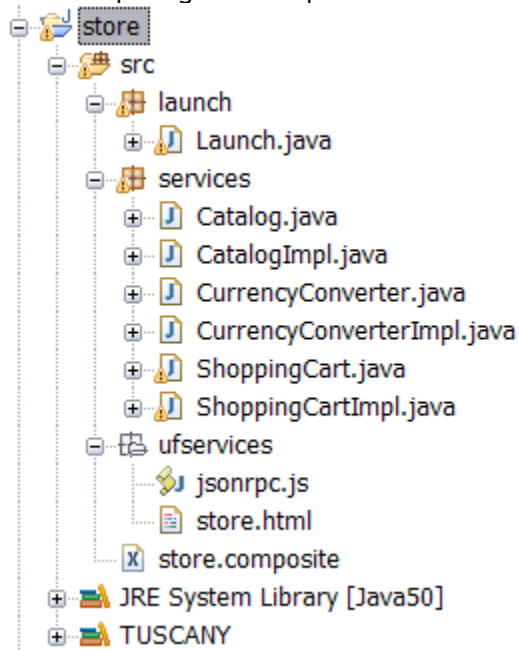 store
src
launch
Launch.java
services
Catalog.java
CatalogImpl.java
CurrencyConverter.java
CurrencyConverterImpl.java
ShoppingCart.java
ShoppingCartImpl.java
ufservices
jsonrpc.js
store.html
store.composite
JRE System Library [Java50]
TUSCANY